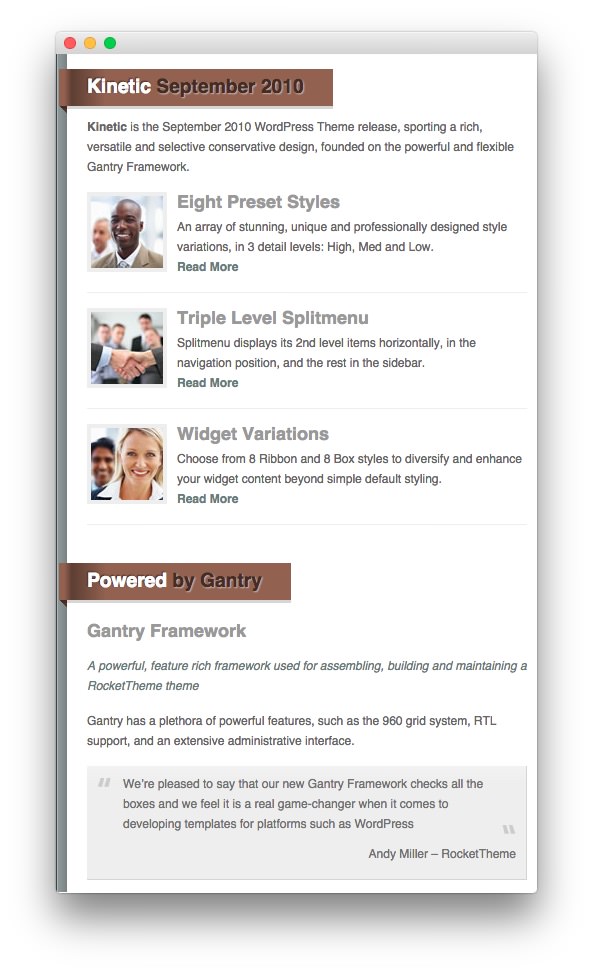 Kinetic September 2010
Kinetic is the September 2010 WordPress Theme release, sporting a rich,
versatile and selective conservative design, founded on the powerful and flexible
Gantry Framework.
Eight Preset Styles
An array of stunning, unique and professionally designed style
variations, in 3 detail levels: High, Med and Low.
Read More
Triple Level Splitmenu
Splitmenu displays its 2nd level items horizontally, in the
navigation position, and the rest in the sidebar.
Read More
Widget Variations
Choose from 8 Ribbon and 8 Box styles to diversify and enhance
your widget content beyond simple default styling.
Read More
Powered by Gantry
Gantry Framework
A powerful, feature rich framework used for assembling, building and maintaining a
RocketTheme theme
Gantry has a plethora of powerful features, such as the 960 grid system, RTL
support, and an extensive administrative interface.
" We're pleased to say that our new Gantry Framework checks all the
boxes and we feel it is a real game-changer when it comes to
developing templates for platforms such as WordPress "
Andy Miller – RocketTheme